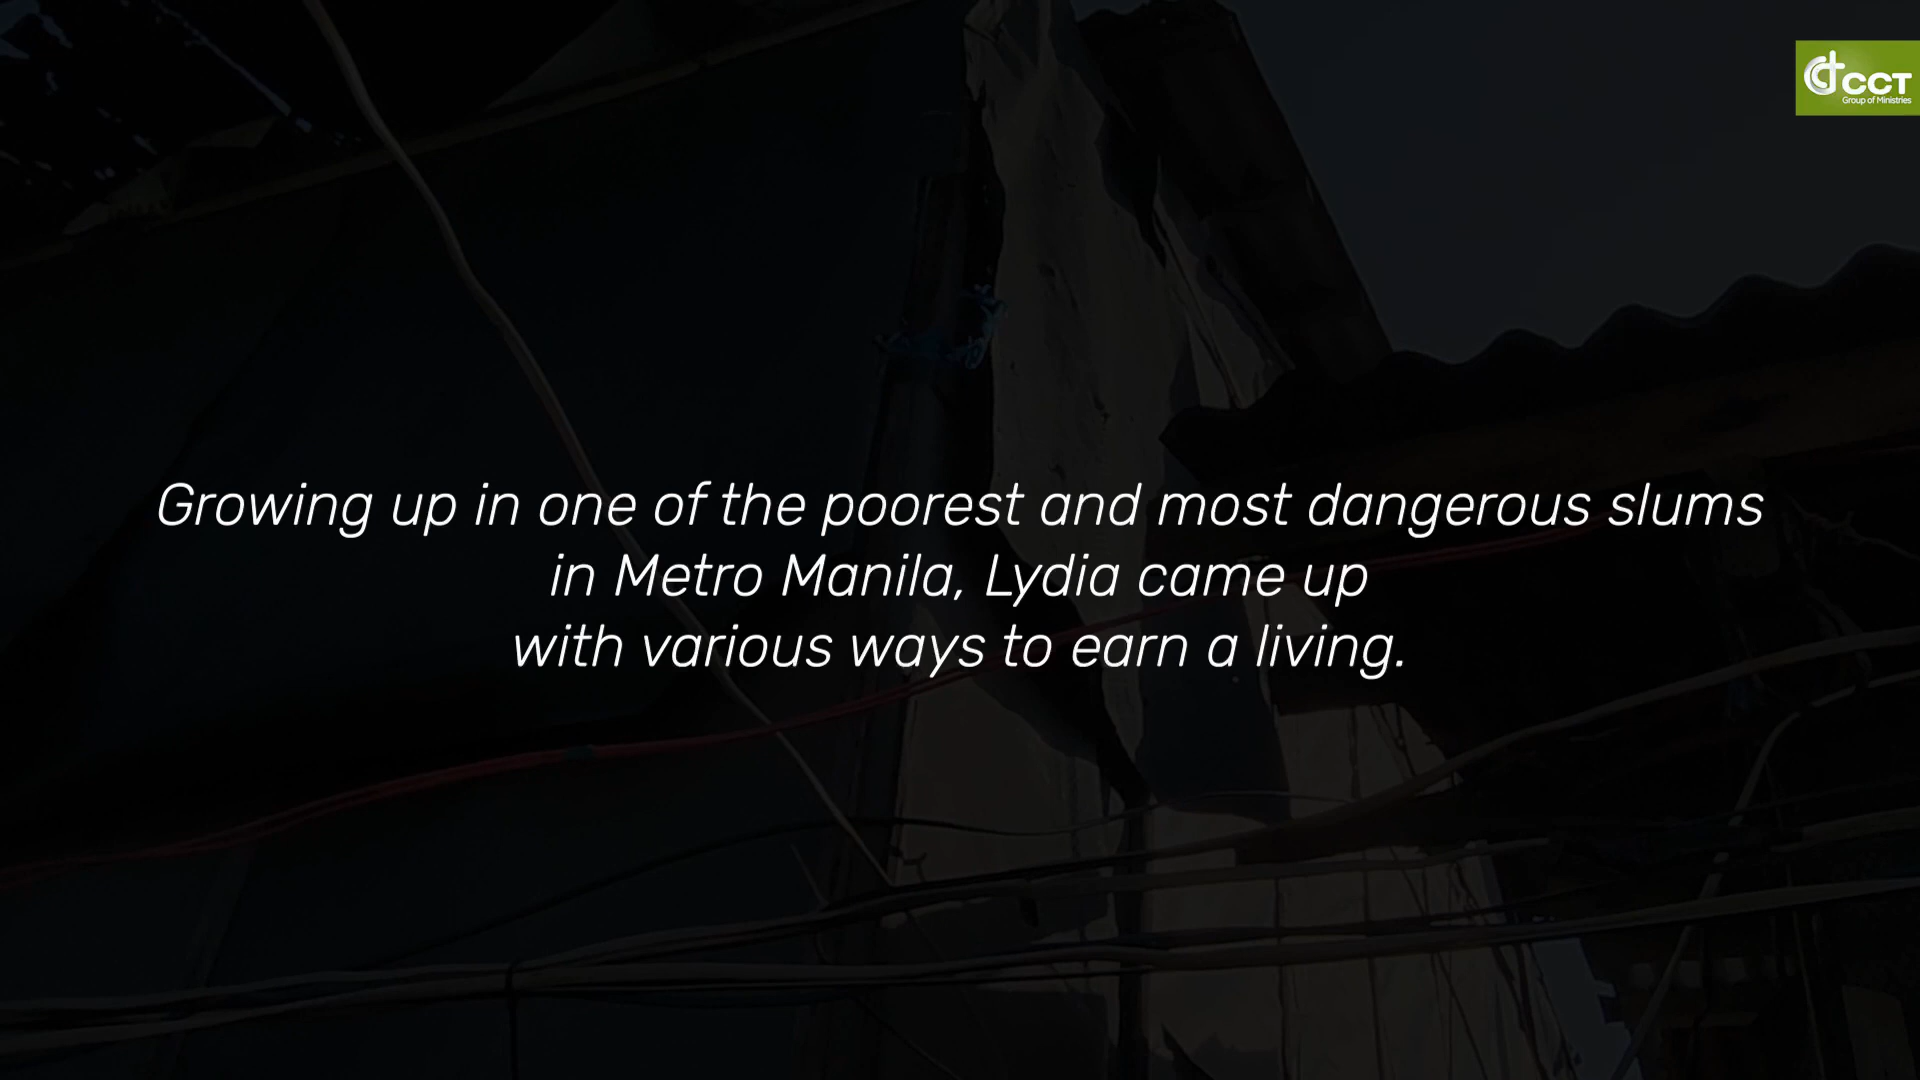 CCT
Group of Ministries
Growing up in one of the poorest and most dangerous slums
in Metro Manila, Lydia came up
with various ways to earn a living.